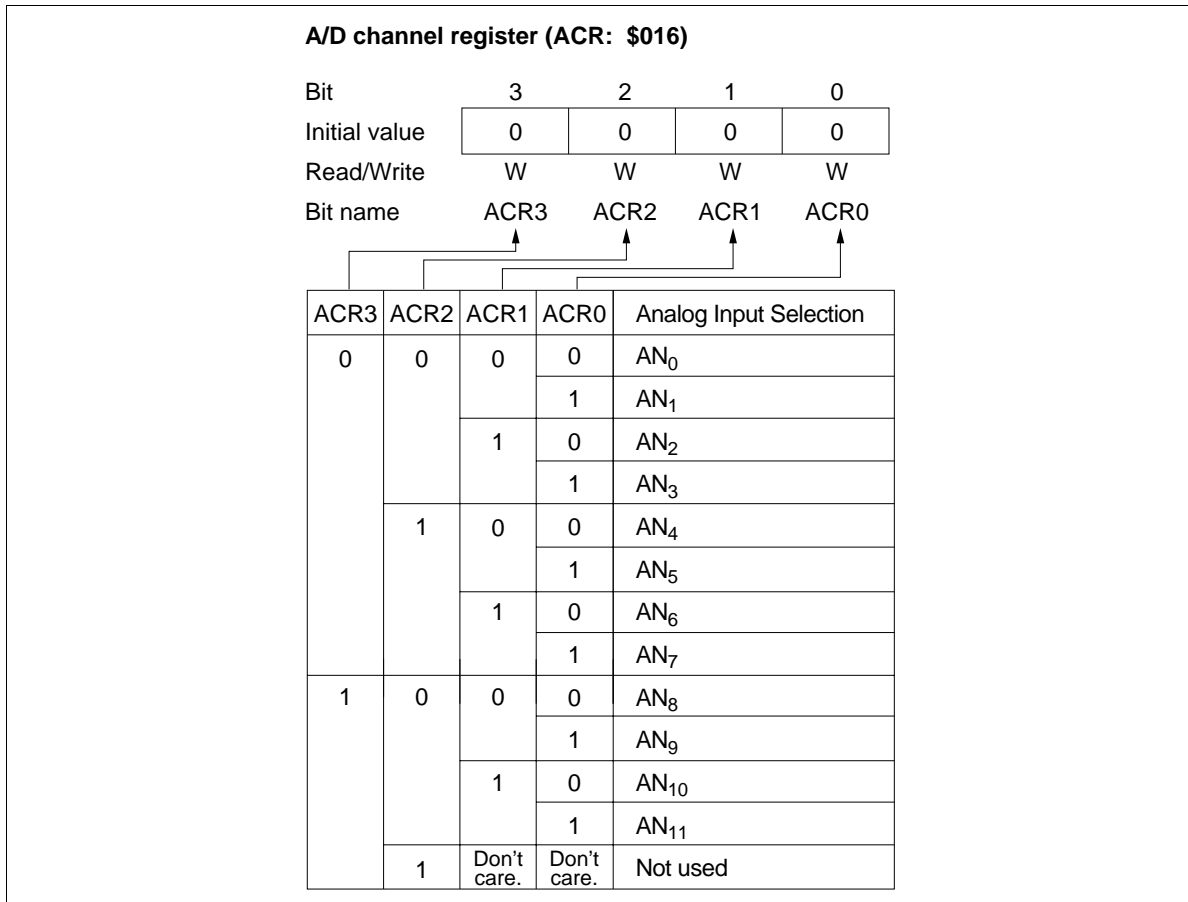 A/D channel register (ACR: $016)
Bit 3 2 1 0
Initial value 0 0 0 0
Read/Write W W W W
Bit name ACR3 ACR2 ACR1 ACR0
ACR3 ACR2 ACR1 ACR0 Analog Input Selection
0 0 0 0 AN0
1 AN1
1 0 AN2
1 AN3
1 0 0 AN4
1 AN5
1 0 AN6
1 AN7
1 0 0 0 AN8
1 AN9
1 0 AN10
1 AN11
1 Don't care. Don't care. Not used